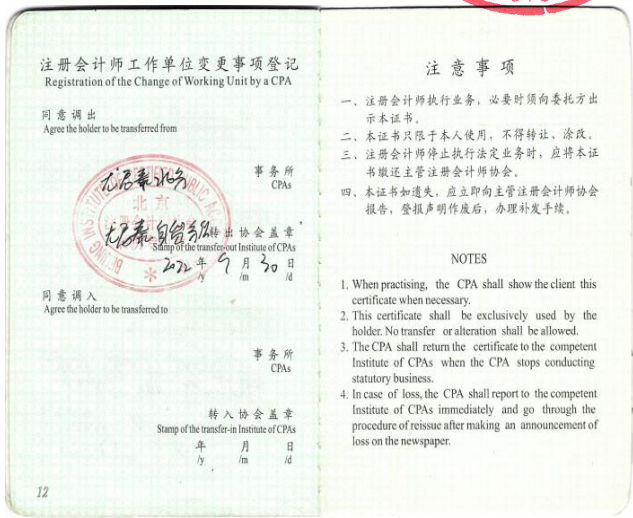 注册会计师工作单位变更事项登记
Registration of the Change of Working Unit by a CPA
同意调出
Agree the holder to be transferred from
事务所
CPAs
北京
转出协会盖章
Stamp of the transfer-out Institute of CPAs
2022 年 9 月 30 日
/y /m /d
同意调入
Agree the holder to be transferred to
事务所
CPAs
转入协会盖章
Stamp of the transfer-in Institute of CPAs
年 月 日
/y /m /d
12
注意事项
一、注册会计师执行业务，必要时须向委托方出
示本证书。
二、本证书只限于本人使用，不得转让、涂改。
三、注册会计师停止执行法定业务时，应将本证
书缴还主管注册会计师协会。
四、本证书如遗失，应立即向主管注册会计师协会
报告，登报声明作废后，办理补发手续。
NOTES
1. When practising, the CPA shall show the client this
certificate when necessary.
2. This certificate shall be exclusively used by the
holder. No transfer or alteration shall be allowed.
3. The CPA shall return the certificate to the competent
Institute of CPAs when the CPA stops conducting
statutory business.
4. In case of loss, the CPA shall report to the competent
Institute of CPAs immediately and go through the
procedure of reissue after making an announcement of
loss on the newspaper.